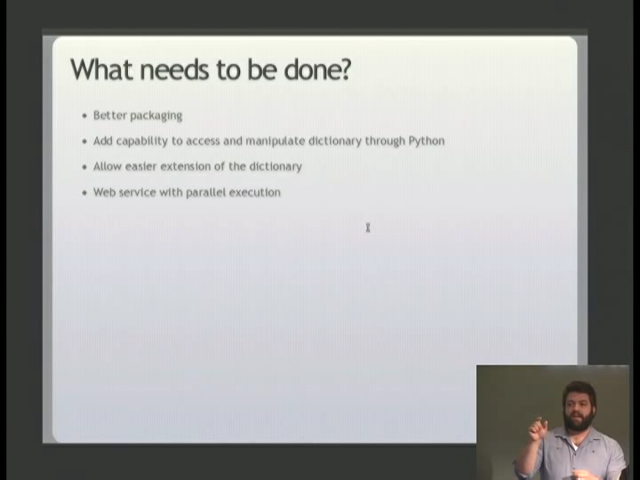 What needs to be done?
Better packaging
Add capability to access and manipulate dictionary through Python
Allow easier extension of the dictionary
Web service with parallel execution